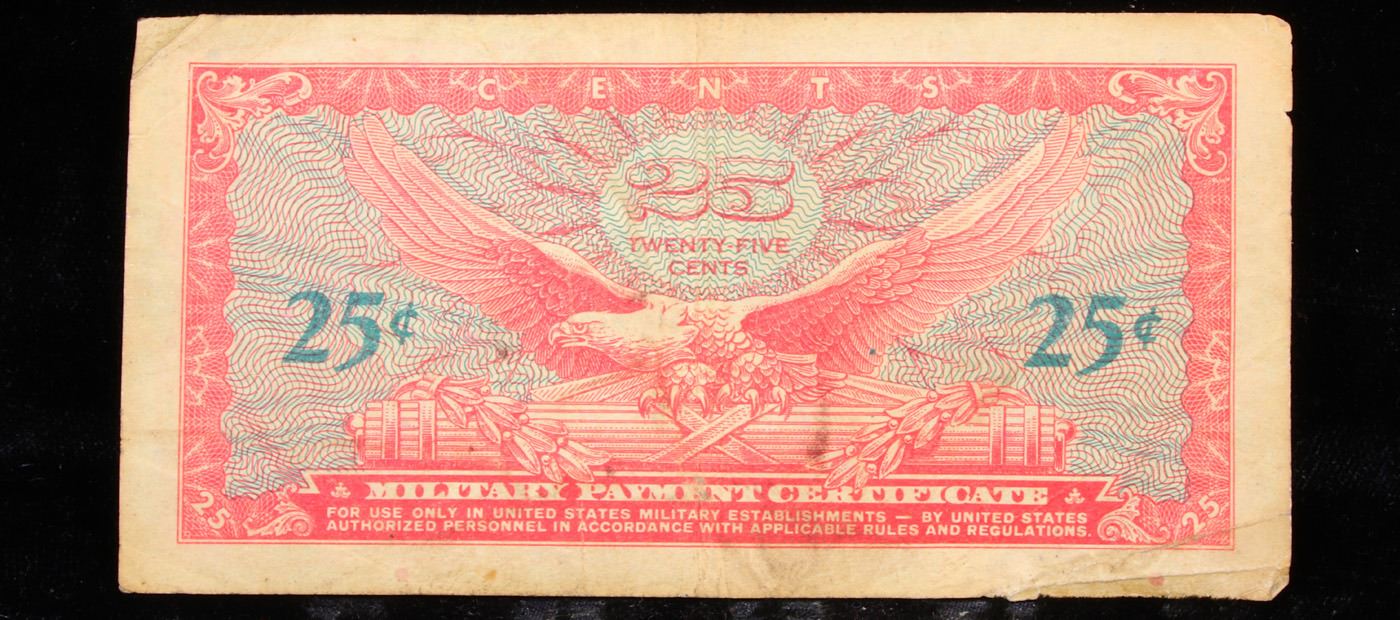 CENTS
25
TWENTY-FIVE
CENTS
25¢
25¢
MILITARY PAYMENT CERTIFICATE
FOR USE ONLY IN UNITED STATES MILITARY ESTABLISHMENTS — BY UNITED STATES
AUTHORIZED PERSONNEL IN ACCORDANCE WITH APPLICABLE RULES AND REGULATIONS.
25
25